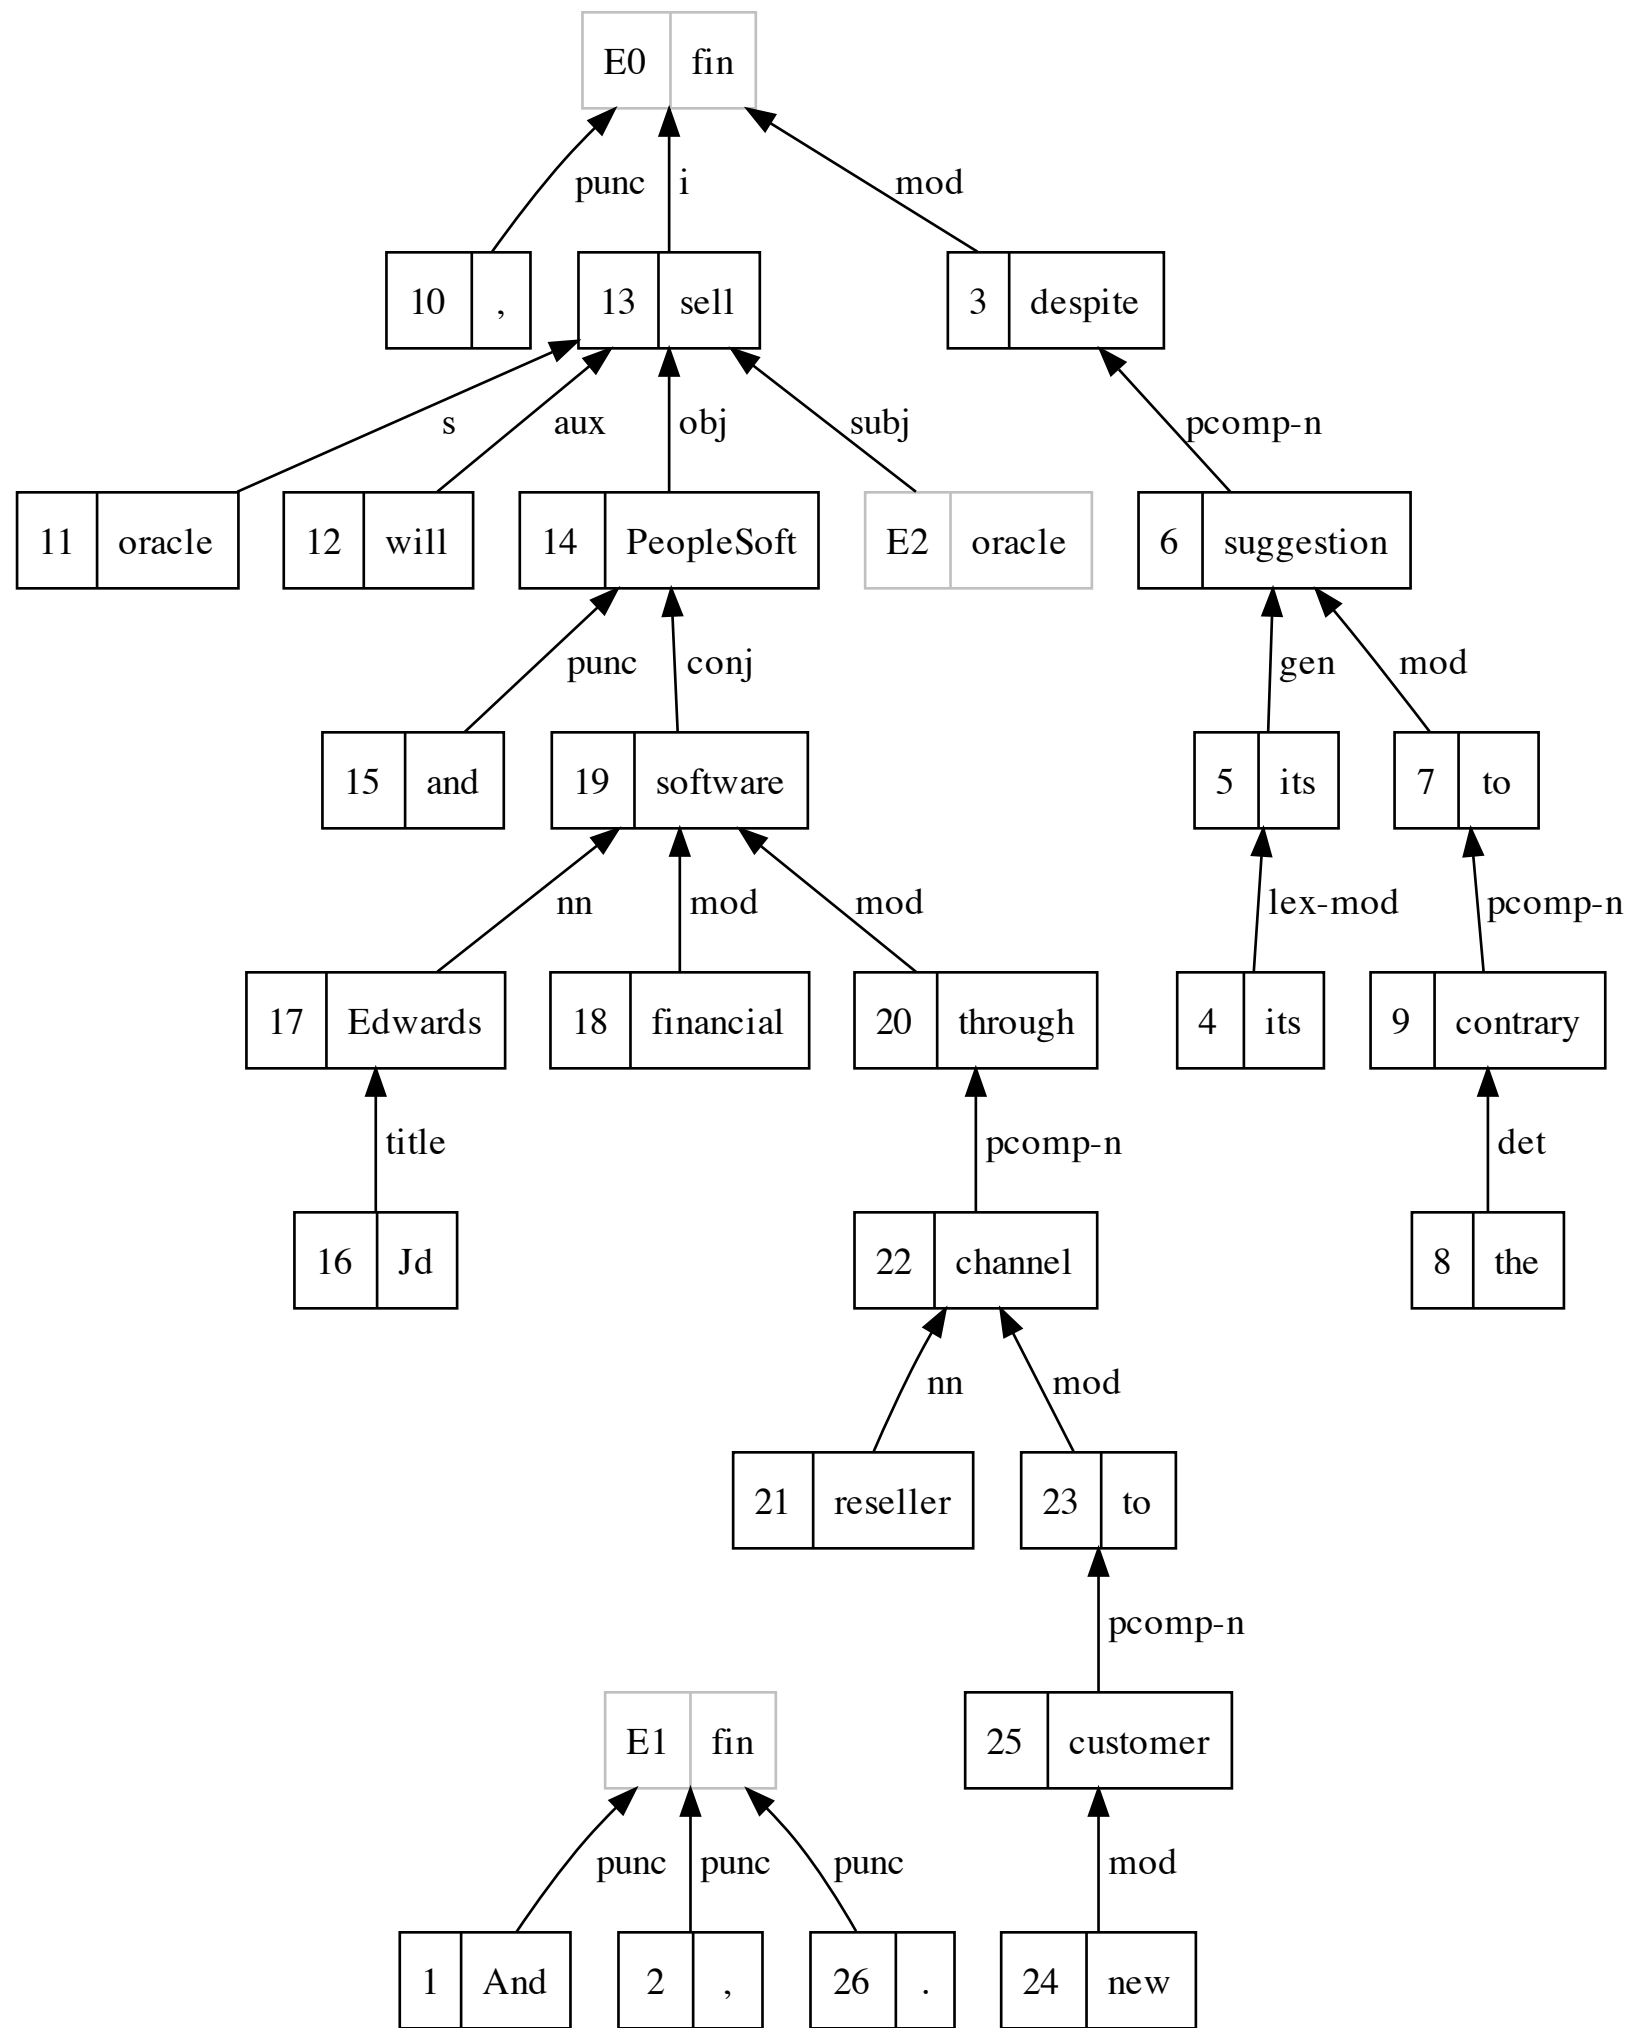 E0 fin
punc i mod
10 , 13 sell 3 despite
s aux obj subj pcomp-n
11 oracle 12 will 14 PeopleSoft E2 oracle 6 suggestion
punc conj gen mod
15 and 19 software 5 its 7 to
nn mod mod lex-mod pcomp-n
17 Edwards 18 financial 20 through 4 its 9 contrary
title pcomp-n det
16 Jd 22 channel 8 the
nn mod
21 reseller 23 to
pcomp-n
E1 fin 25 customer
punc punc punc mod
1 And 2 , 26 . 24 new